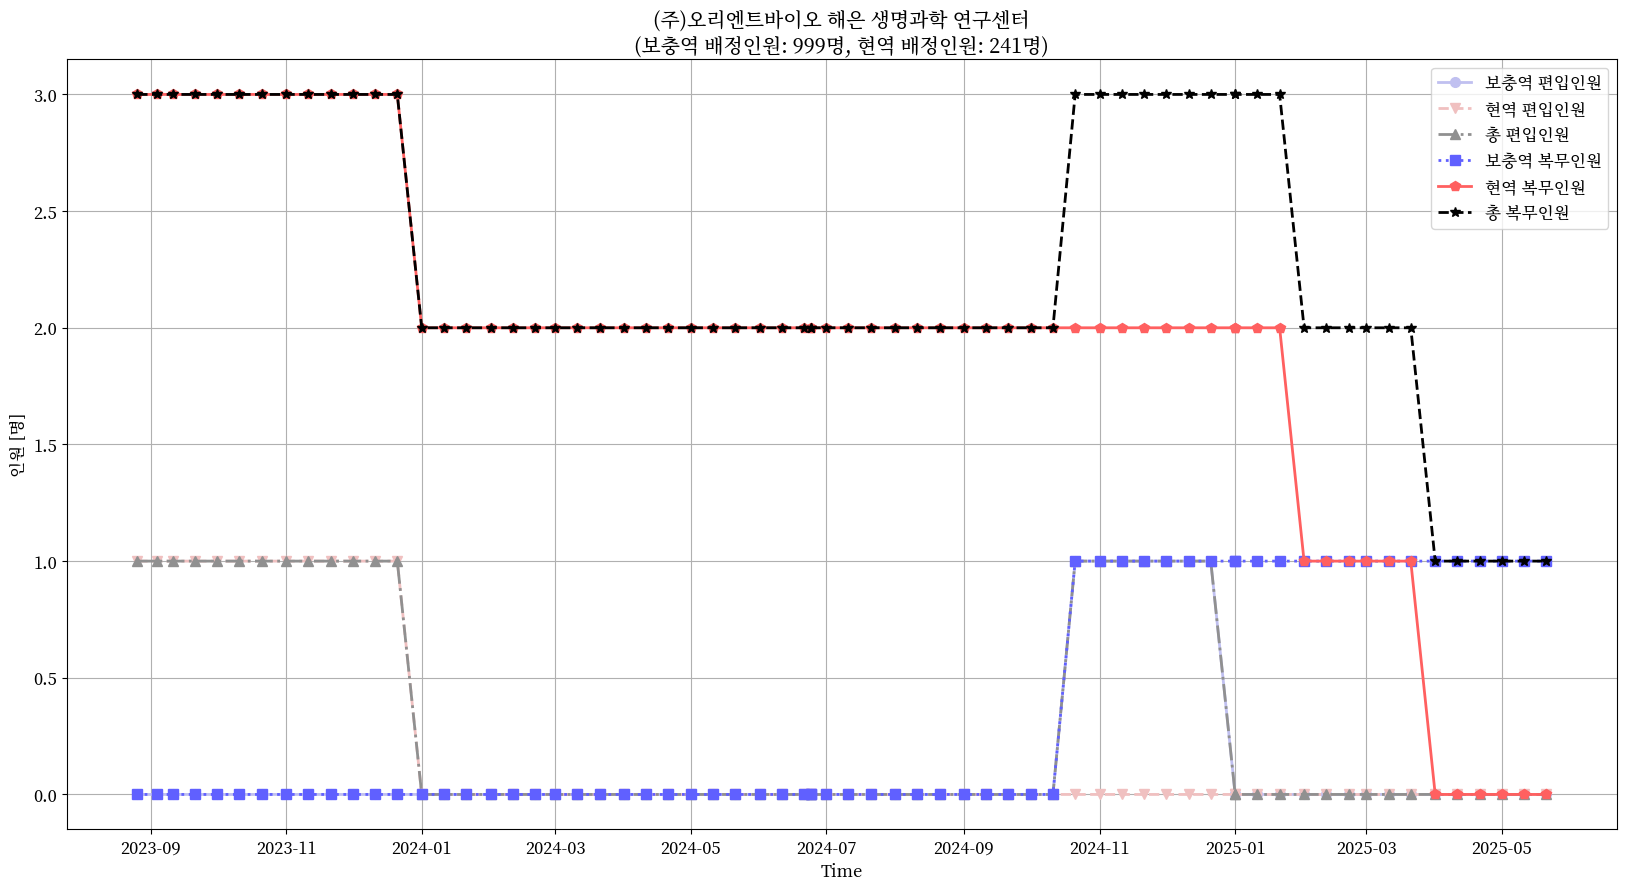 (주)오리엔트바이오 해은 생명과학 연구센터
(보충역 배정인원: 999명, 현역 배정인원: 241명)
보충역 편입인원
현역 편입인원
총 편입인원
보충역 복무인원
현역 복무인원
총 복무인원
인원 [명]
3.0
2.5
2.0
1.5
1.0
0.5
0.0
2023-09 2023-11 2024-01 2024-03 2024-05 2024-07 2024-09 2024-11 2025-01 2025-03 2025-05
Time